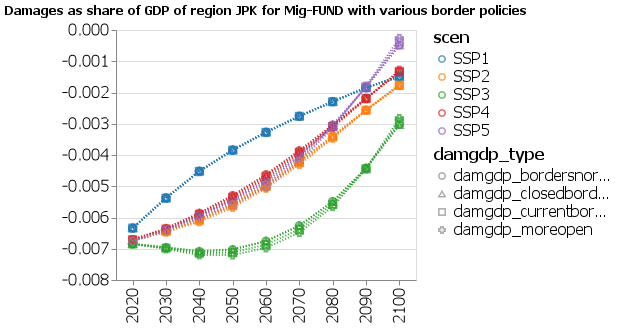 Damages as share of GDP of region JPK for Mig-FUND with various border policies
0.000
-0.001
-0.002
-0.003
-0.004
-0.005
-0.006
-0.007
-0.008
2020
2030
2040
2050
2060
2070
2080
2090
2100
scen
SSP1
SSP2
SSP3
SSP4
SSP5
damgdp_type
damgdp_bordersnor...
damgdp_closedbord...
damgdp_currentbor...
damgdp_moreopen